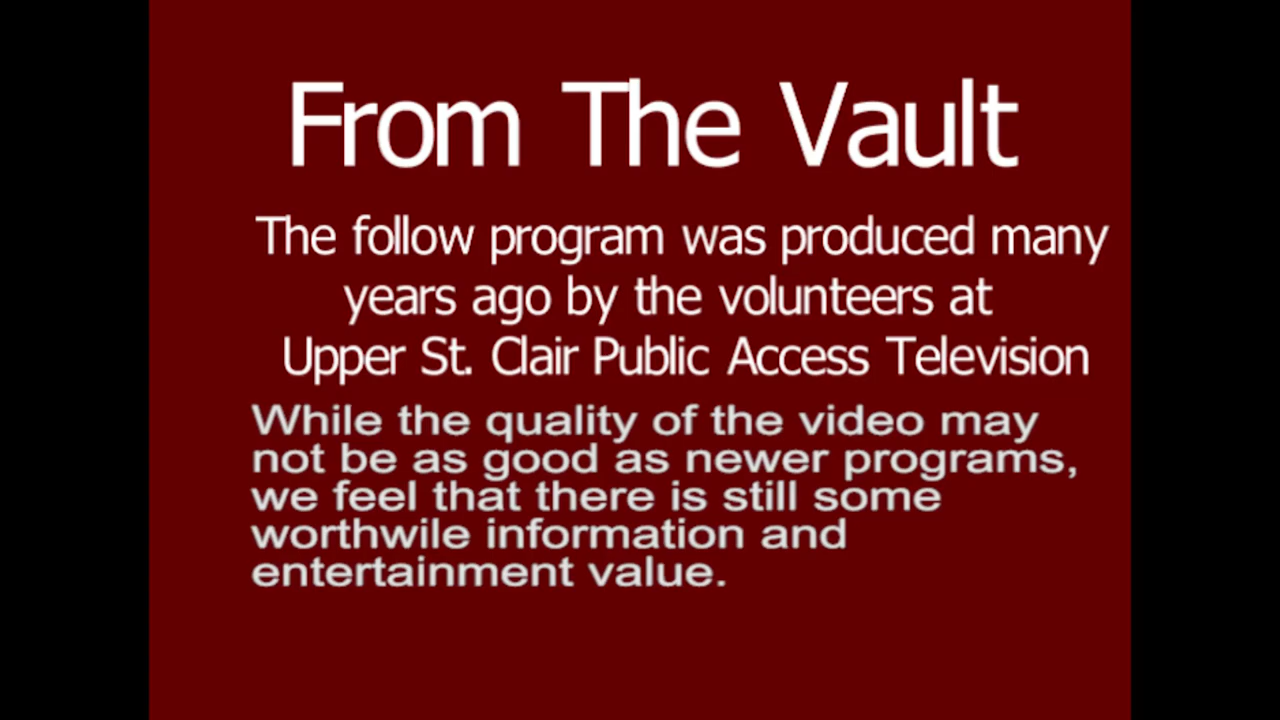 From The Vault
The follow program was produced many
years ago by the volunteers at
Upper St. Clair Public Access Television
While the quality of the video may
not be as good as newer programs,
we feel that there is still some
worthwile information and
entertainment value.